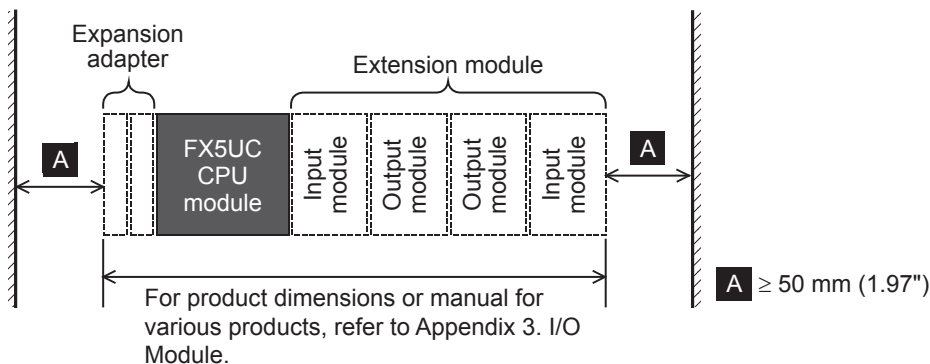 Expansion
adapter
Extension module
A
FX5UC
CPU
module
Input
module
Output
module
Output
module
Input
module
A
For product dimensions or manual for
various products, refer to Appendix 3. I/O
Module.
A ≥ 50 mm (1.97")